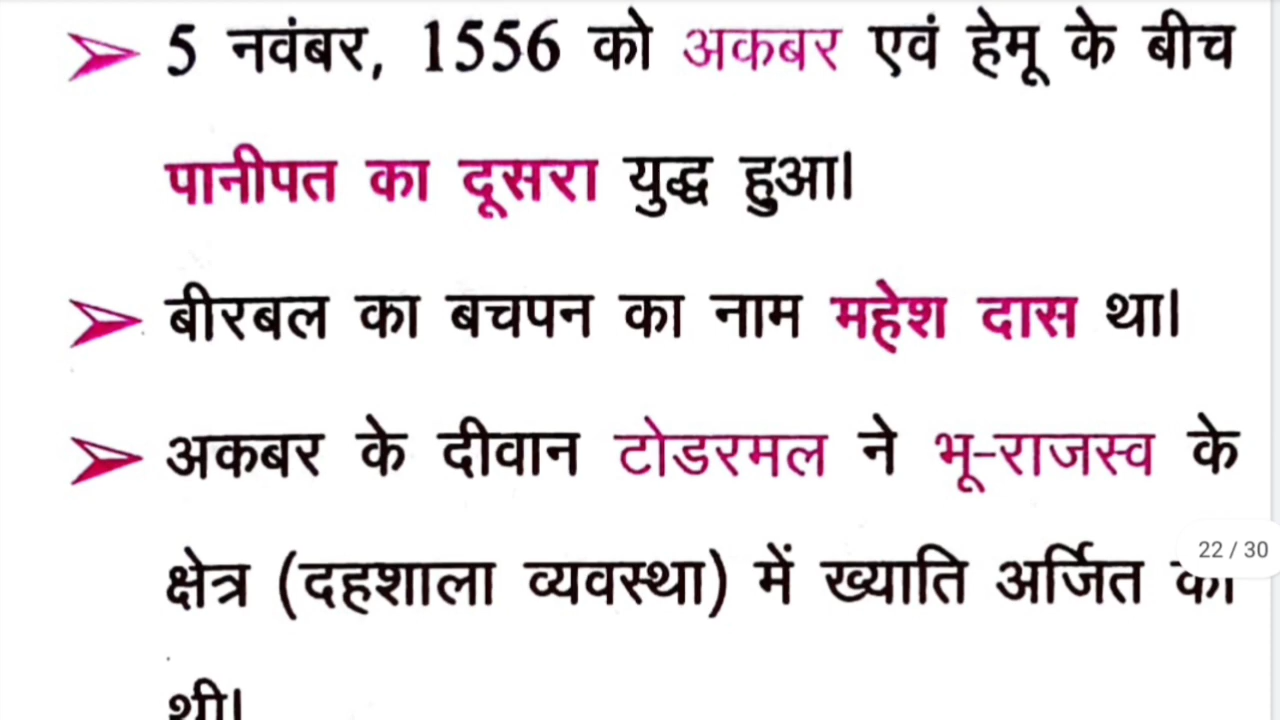 ➢ 5 नवंबर, 1556 को अकबर एवं हेमू के बीच
पानीपत का दूसरा युद्ध हुआ।
➢ बीरबल का बचपन का नाम महेश दास था।
➢ अकबर के दीवान टोडरमल ने भू-राजस्व के
क्षेत्र (दहशाला व्यवस्था) में ख्याति अर्जित की
22 / 30
थी।